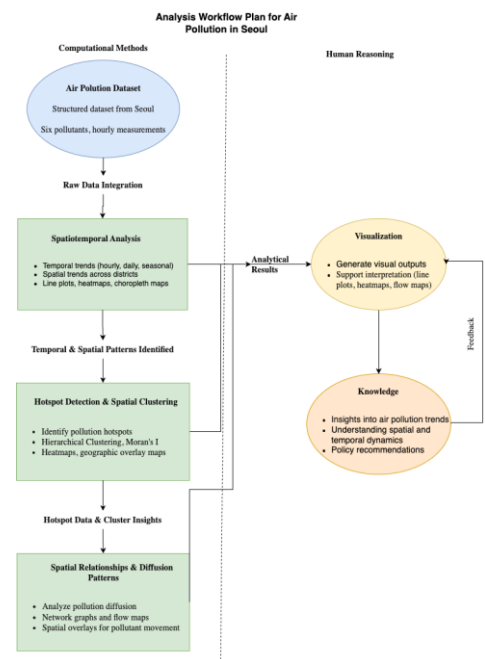 Analysis Workflow Plan for Air
Pollution in Seoul
Computational Methods
Human Reasoning
Air Polution Dataset
Structured dataset from Seoul
Six pollutants, hourly measurements
Raw Data Integration
Spatiotemporal Analysis
• Temporal trends (hourly, daily, seasonal)
• Spatial trends across districts
• Line plots, heatmaps, choropleth maps
Temporal & Spatial Patterns Identified
Hotspot Detection & Spatial Clustering
• Identify pollution hotspots
• Hierarchical Clustering, Moran's I
• Heatmaps, geographic overlay maps
Hotspot Data & Cluster Insights
Spatial Relationships & Diffusion
Patterns
• Analyze pollution diffusion
• Network graphs and flow maps
• Spatial overlays for pollutant movement
Analytical
Results
Visualization
• Generate visual outputs
• Support interpretation (line
plots, heatmaps, flow maps)
Feedback
Knowledge
• Insights into air pollution trends
• Understanding spatial and
temporal dynamics
• Policy recommendations